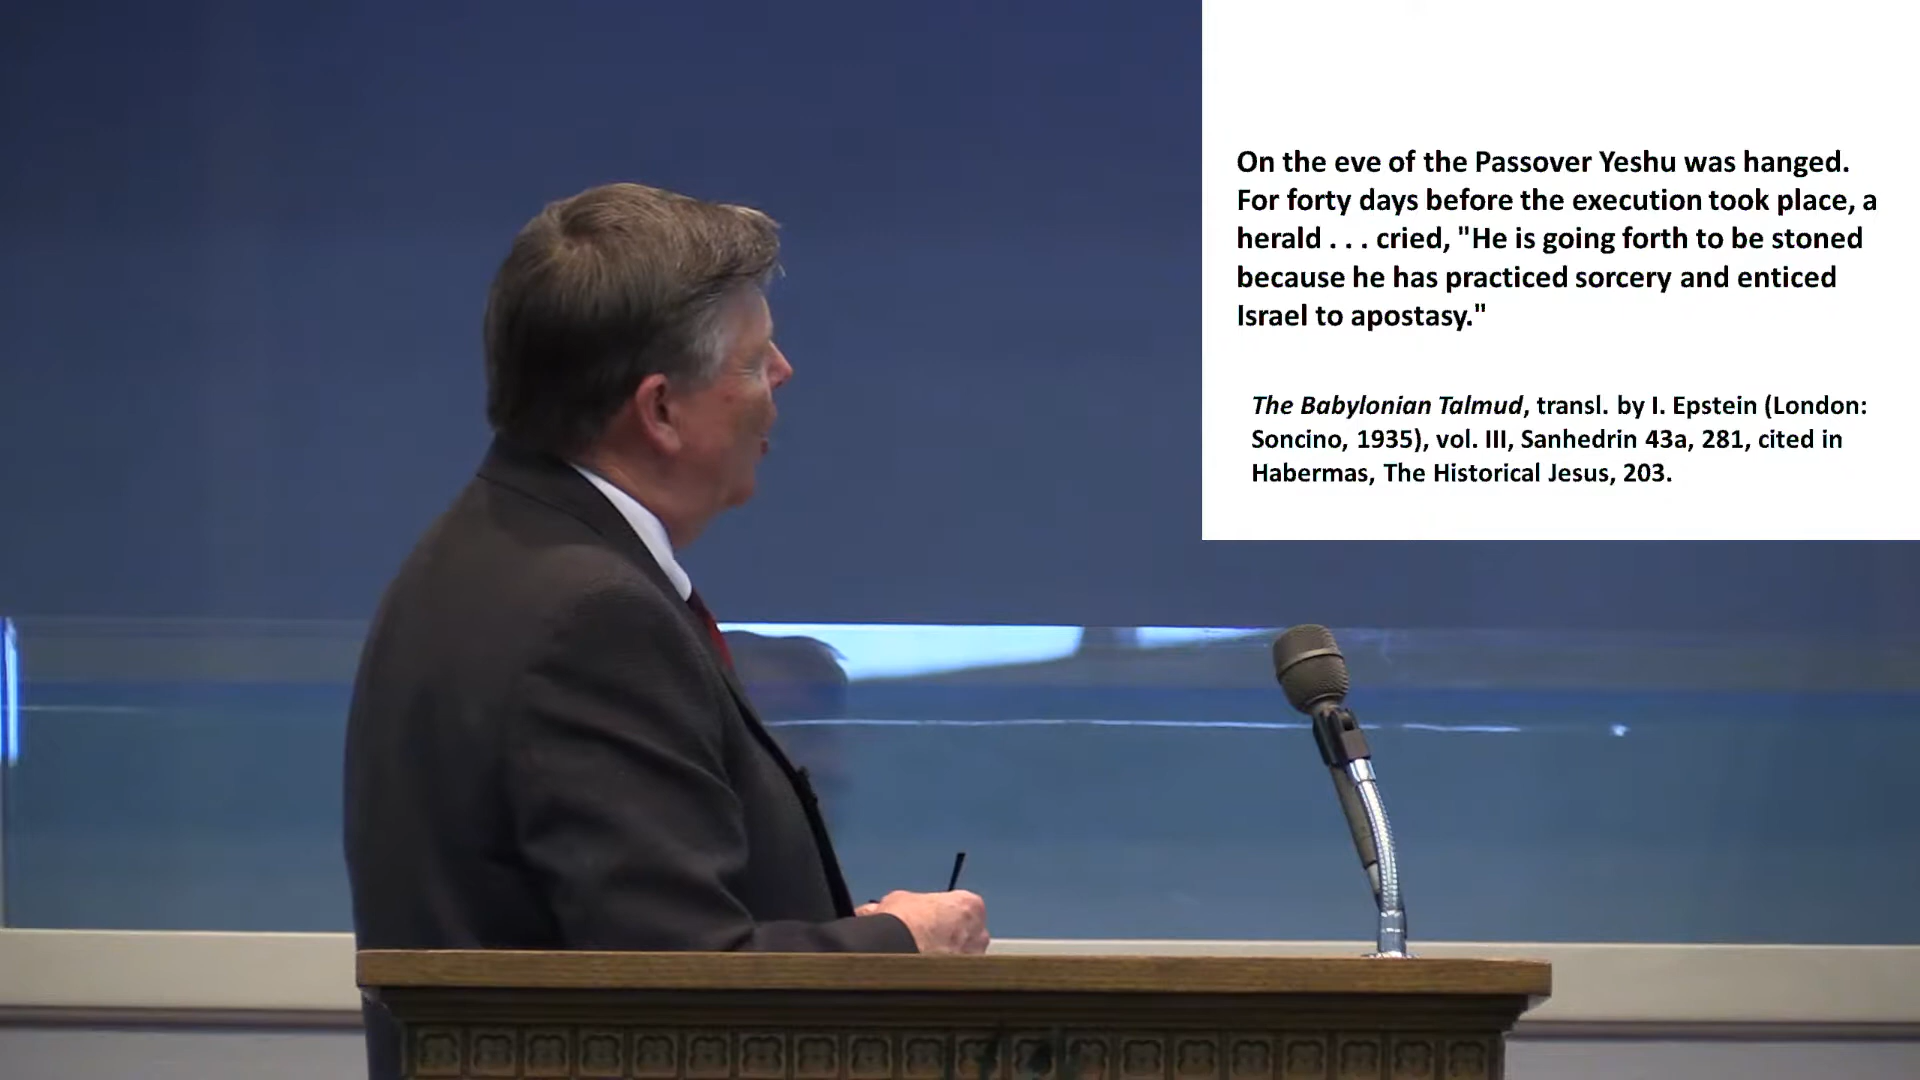 On the eve of the Passover Yeshu was hanged.
For forty days before the execution took place, a
herald . . . cried, "He is going forth to be stoned
because he has practiced sorcery and enticed
Israel to apostasy."
The Babylonian Talmud, transl. by I. Epstein (London:
Soncino, 1935), vol. III, Sanhedrin 43a, 281, cited in
Habermas, The Historical Jesus, 203.